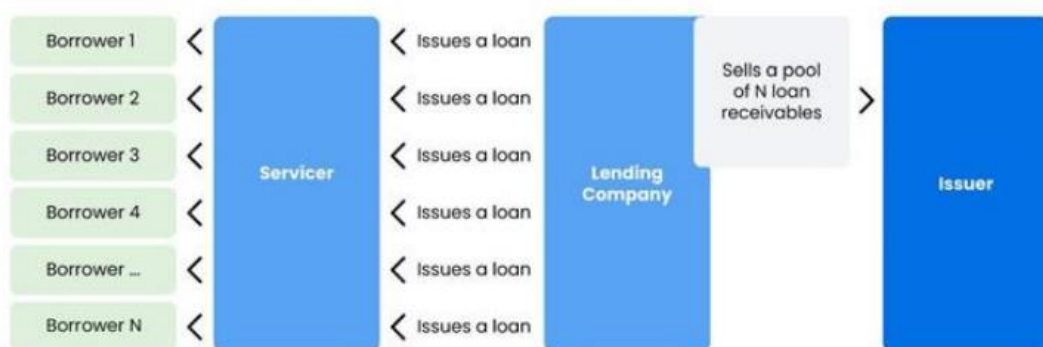 Borrower 1
Issues a loan
Borrower 2
Issues a loan
Borrower 3
Issues a loan
Borrower 4
Issues a loan
Borrower ...
Issues a loan
Borrower N
Issues a loan
Servicer
Lending
Company
Sells a pool
of N loan
receivables
Issuer